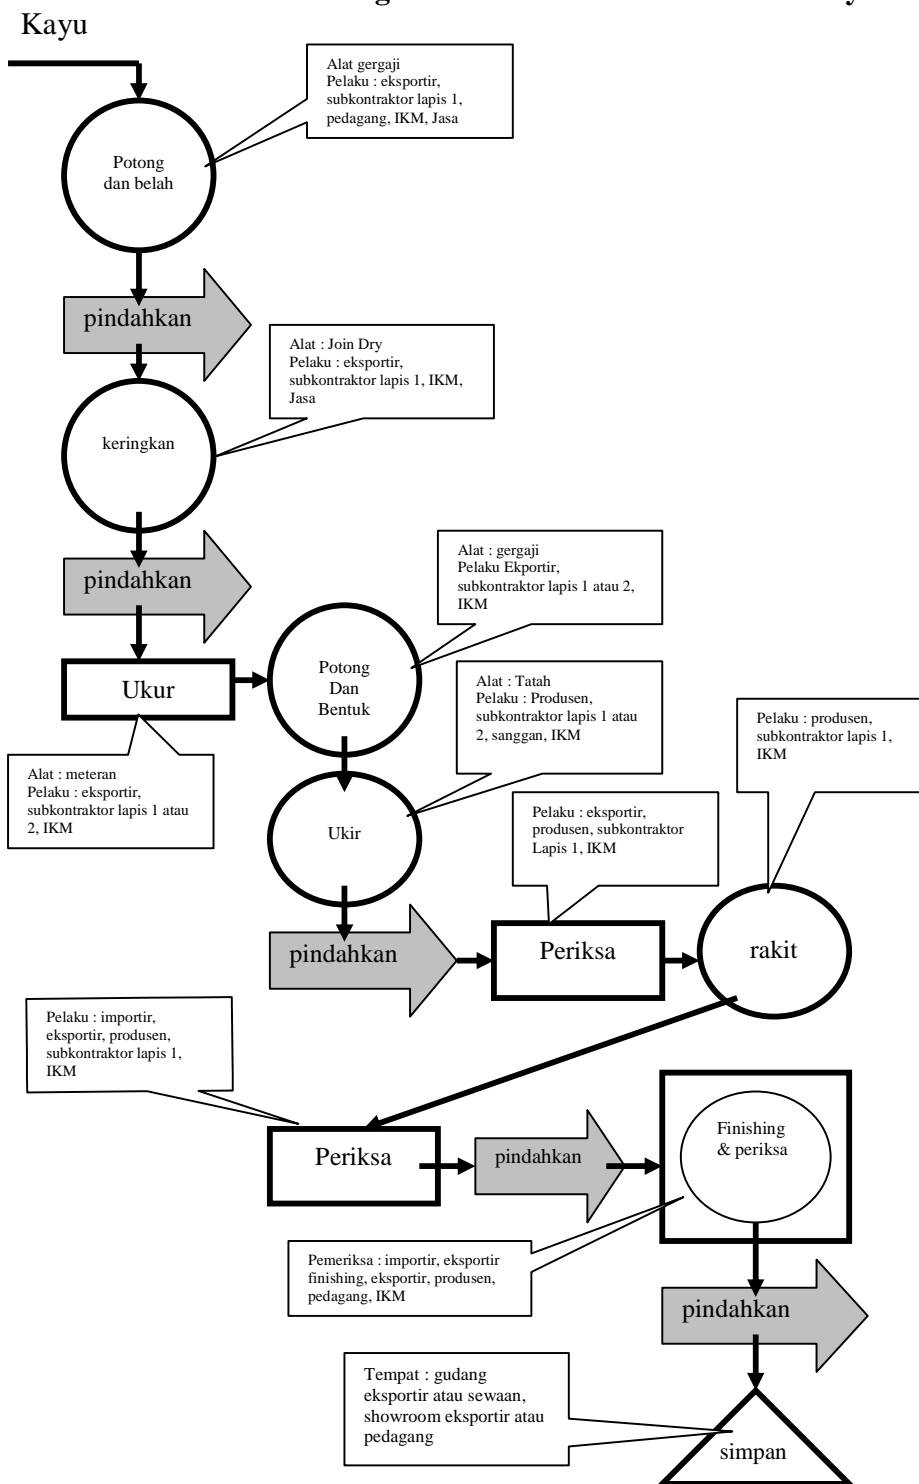 Kayu
Alat gergaji
Pelaku : eksportir,
subkontraktor lapis 1,
pedagang, IKM, Jasa
Potong
dan belah
pindahkan
Alat : Join Dry
Pelaku : eksportir,
subkontraktor lapis 1, IKM,
Jasa
keringkan
pindahkan
Alat : gergaji
Pelaku Ekportir,
subkontraktor lapis 1 atau 2,
IKM
Ukur
Potong
Dan
Bentuk
Alat : Tatah
Pelaku : Produsen,
subkontraktor lapis 1 atau
2, sanggan, IKM
Pelaku : produsen,
subkontraktor lapis 1,
IKM
Alat : meteran
Pelaku : eksportir,
subkontraktor lapis 1 atau
2, IKM
Ukir
Pelaku : eksportir,
produsen, subkontraktor
Lapis 1, IKM
pindahkan
Periksa
rakit
Pelaku : importir,
eksportir, produsen,
subkontraktor lapis 1,
IKM
Periksa
pindahkan
Finishing
& periksa
Pemeriksa : importir, eksportir
finishing, eksportir, produsen,
pedagang, IKM
pindahkan
Tempat : gudang
eksportir atau sewaan,
showroom eksportir atau
pedagang
simpan